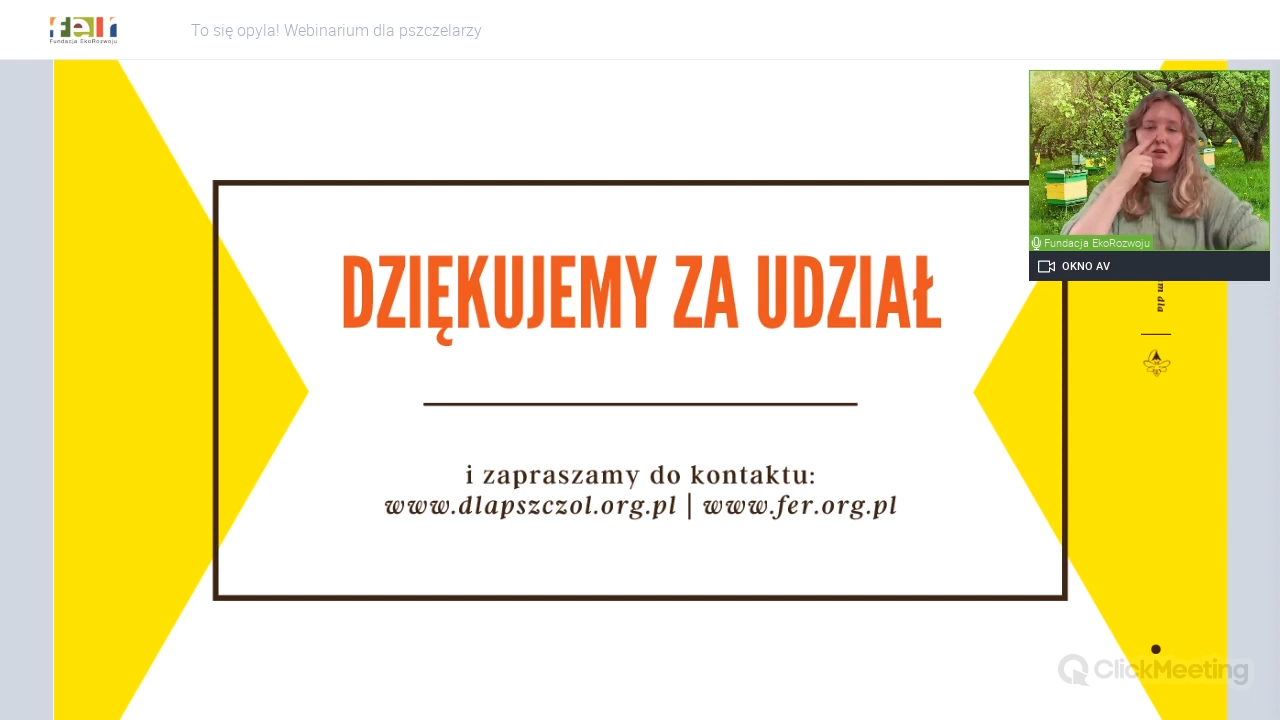 fer
Fundacja EkoRozwoju
To się opyla! Webinarium dla pszczelarzy
Fundacja EkoRozwoju
OKNO AV
DZIĘKUJEMY ZA UDZIAŁ
i zapraszamy do kontaktu:
www.dlapszczol.org.pl | www.fer.org.pl
dla
ClickMeeting